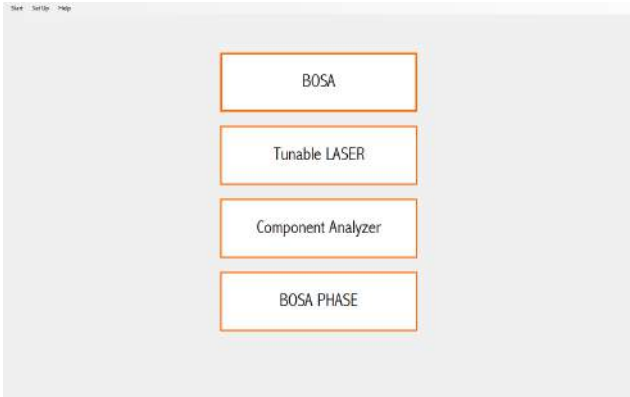 Start Set Up Help
BOSA
Tunable LASER
Component Analyzer
BOSA PHASE